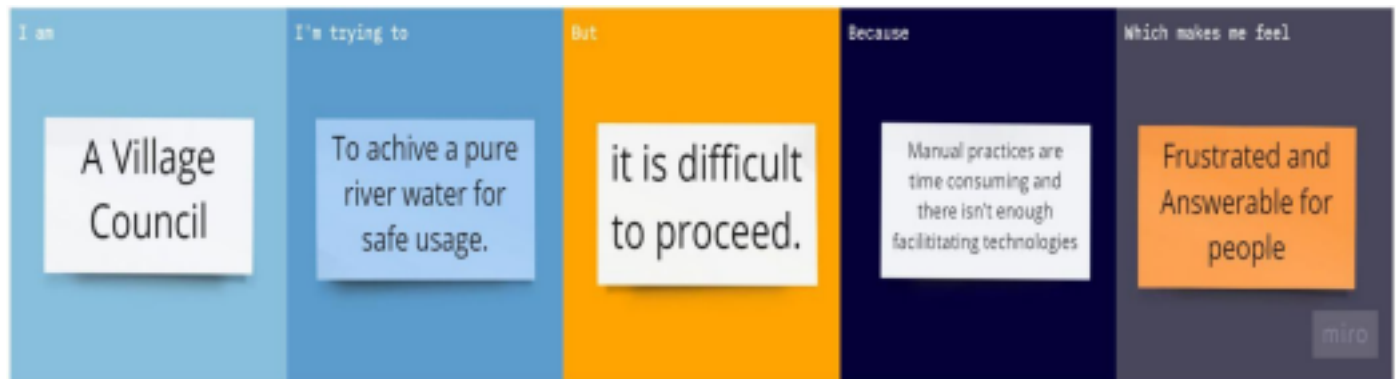 I am
A Village
Council
I'm trying to
To achive a pure
river water for
safe usage.
But
it is difficult
to proceed.
Because
Manual practices are
time consuming and
there isn't enough
facilititating technologies
Which makes me feel
Frustrated and
Answerable for
people
miro